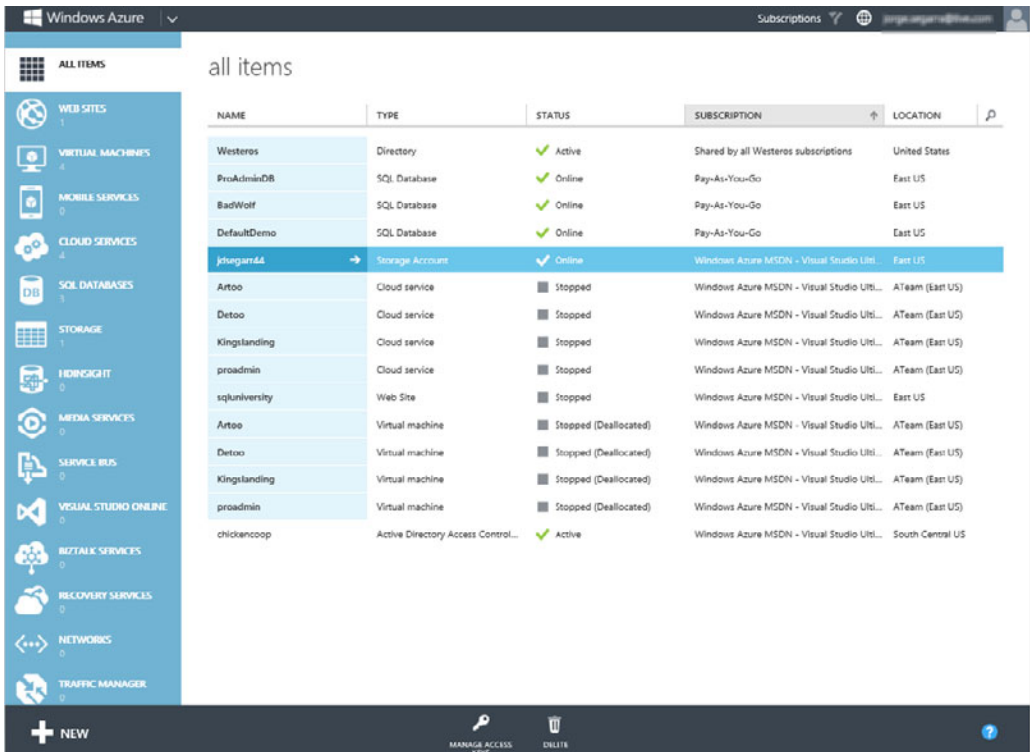 Windows Azure
Subscriptions
ALL ITEMS
WEB SITES
1
VIRTUAL MACHINES
4
MOBILE SERVICES
0
CLOUD SERVICES
4
SQL DATABASES
3
STORAGE
1
HDINSIGHT
0
MEDIA SERVICES
0
SERVICE BUS
0
VISUAL STUDIO ONLINE
0
BIZTALK SERVICES
0
RECOVERY SERVICES
0
NETWORKS
0
TRAFFIC MANAGER
0
all items
NAME TYPE STATUS SUBSCRIPTION LOCATION
Westeros Directory Active Shared by all Westeros subscriptions United States
ProAdminDB SQL Database Online Pay-As-You-Go East US
BadWolf SQL Database Online Pay-As-You-Go East US
DefaultDemo SQL Database Online Pay-As-You-Go East US
jdsegarr44 Storage Account Online Windows Azure MSDN - Visual Studio Ulti... East US
Artoo Cloud service Stopped Windows Azure MSDN - Visual Studio Ulti... ATeam (East US)
Detoo Cloud service Stopped Windows Azure MSDN - Visual Studio Ulti... ATeam (East US)
Kingslanding Cloud service Stopped Windows Azure MSDN - Visual Studio Ulti... ATeam (East US)
proadmin Cloud service Stopped Windows Azure MSDN - Visual Studio Ulti... ATeam (East US)
sqluniversity Web Site Stopped Windows Azure MSDN - Visual Studio Ulti... East US
Artoo Virtual machine Stopped (Deallocated) Windows Azure MSDN - Visual Studio Ulti... ATeam (East US)
Detoo Virtual machine Stopped (Deallocated) Windows Azure MSDN - Visual Studio Ulti... ATeam (East US)
Kingslanding Virtual machine Stopped (Deallocated) Windows Azure MSDN - Visual Studio Ulti... ATeam (East US)
proadmin Virtual machine Stopped (Deallocated) Windows Azure MSDN - Visual Studio Ulti... ATeam (East US)
chickencoop Active Directory Access Control... Active Windows Azure MSDN - Visual Studio Ulti... South Central US
NEW
MANAGE ACCESS
DELETE
?